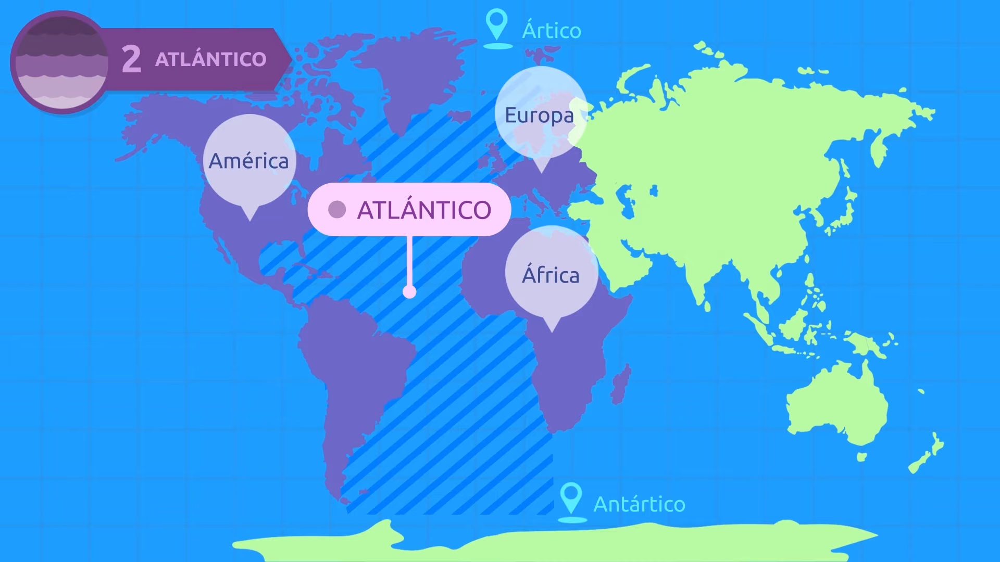 Ártico
2 ATLÁNTICO
Europa
América
ATLÁNTICO
África
Antártico